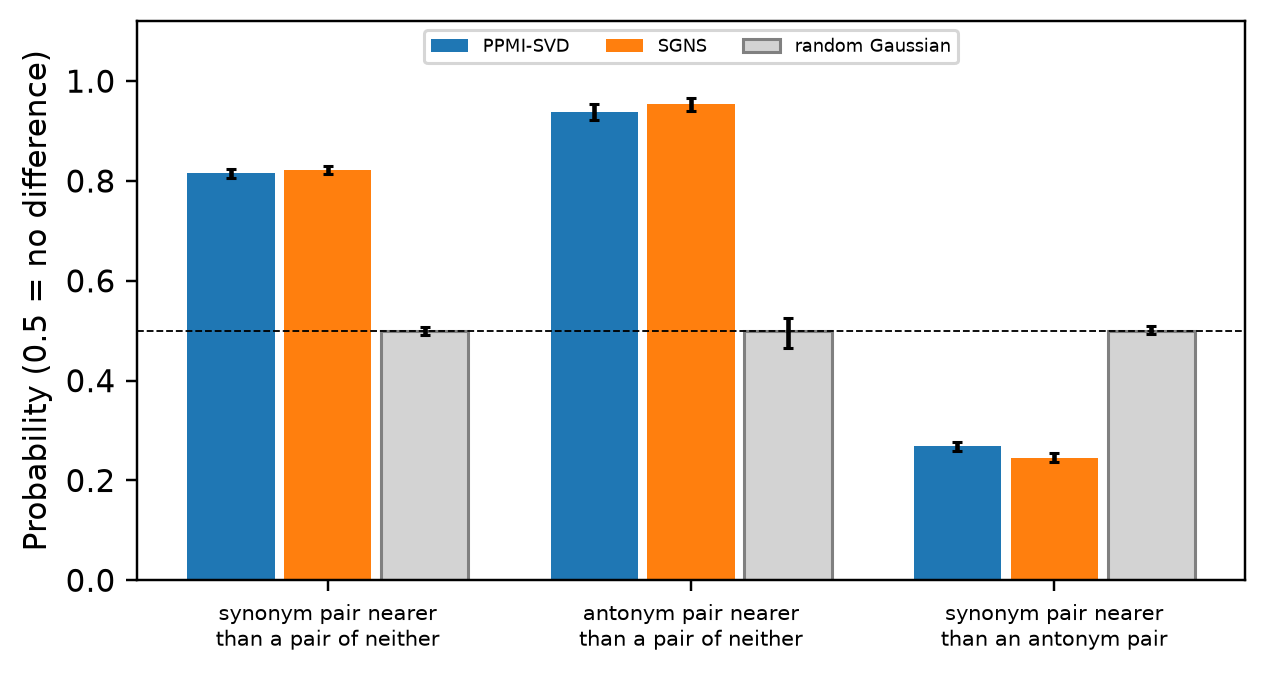 PPMI-SVD
SGNS
random Gaussian
Probability (0.5 = no difference)
1.0
0.8
0.6
0.4
0.2
0.0
synonym pair nearer
than a pair of neither
antonym pair nearer
than a pair of neither
synonym pair nearer
than an antonym pair